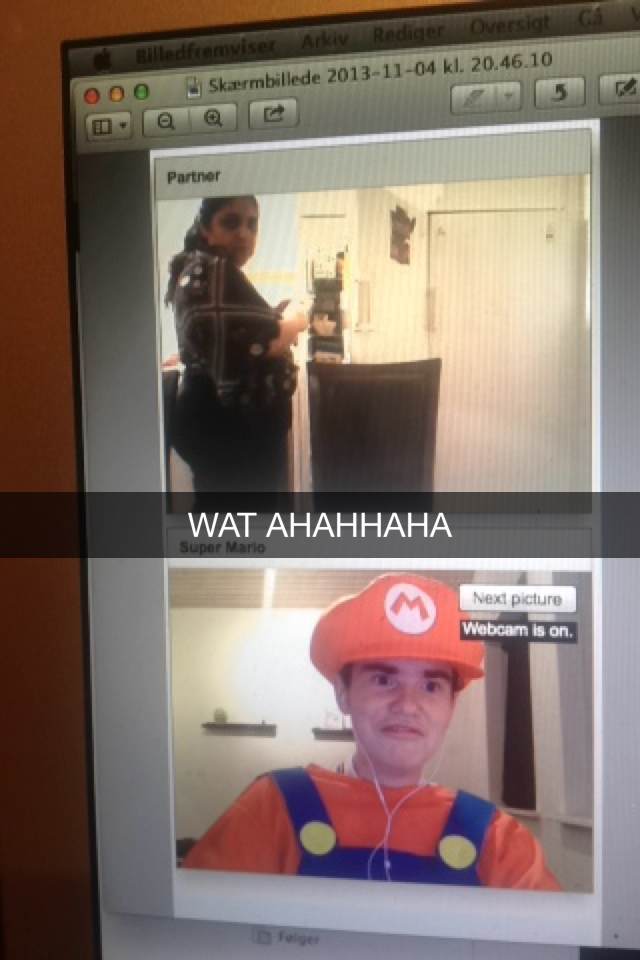 Billedfremviser Arkiv Rediger Oversigt Gå
Skærmbillede 2013-11-04 kl. 20.46.10
Partner
WAT AHAHHAHA
Super Mario
M
Next picture
Webcam is on.
Følger